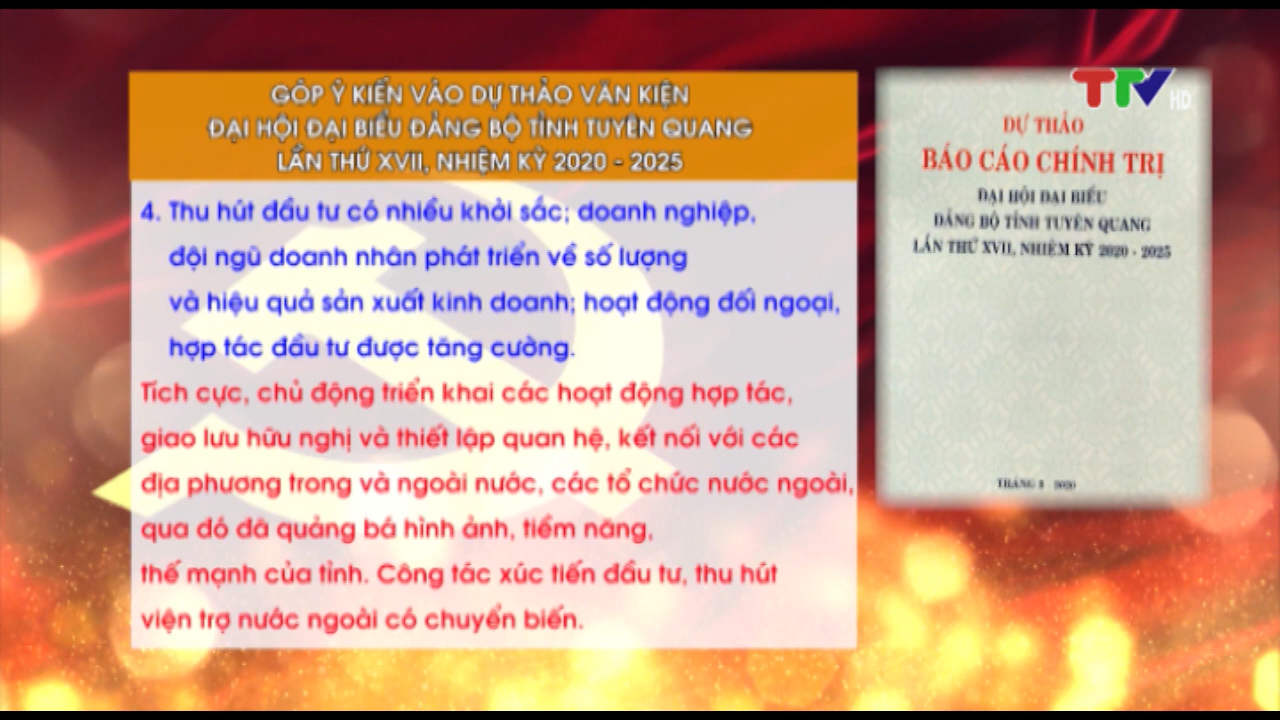 GÓP Ý KIẾN VÀO DỰ THẢO VĂN KIỆN
ĐẠI HỘI ĐẠI BIỂU ĐẢNG BỘ TỈNH TUYÊN QUANG
LẦN THỨ XVII, NHIỆM KỲ 2020 - 2025
4. Thu hút đầu tư có nhiều khởi sắc; doanh nghiệp,
đội ngũ doanh nhân phát triển về số lượng
và hiệu quả sản xuất kinh doanh; hoạt động đối ngoại,
hợp tác đầu tư được tăng cường.
Tích cực, chủ động triển khai các hoạt động hợp tác,
giao lưu hữu nghị và thiết lập quan hệ, kết nối với các
địa phương trong và ngoài nước, các tổ chức nước ngoài,
qua đó đã quảng bá hình ảnh, tiềm năng,
thế mạnh của tỉnh. Công tác xúc tiến đầu tư, thu hút
viện trợ nước ngoài có chuyển biến.
TTV HD
DỰ THẢO
BÁO CÁO CHÍNH TRỊ
ĐẠI HỘI ĐẠI BIỂU
ĐẢNG BỘ TỈNH TUYÊN QUANG
LẦN THỨ XVII, NHIỆM KỲ 2020 - 2025
THÁNG 2020